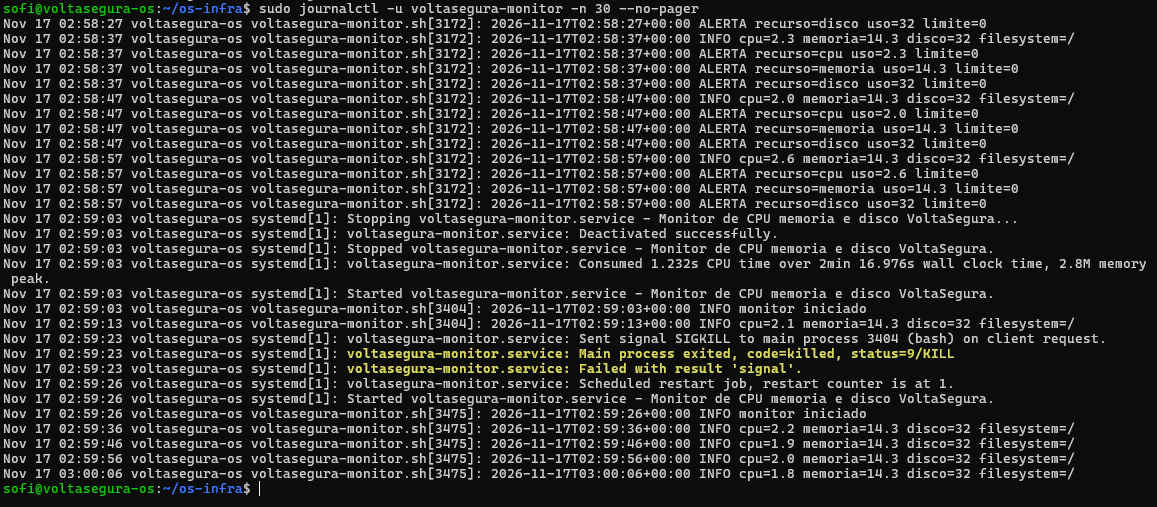 sofi@voltasegura-os:~/os-infra$ sudo journalctl -u voltasegura-monitor -n 30 --no-pager
Nov 17 02:58:27 voltasegura-os voltasegura-monitor.sh[3172]: 2026-11-17T02:58:27+00:00 ALERTA recurso=disco uso=32 limite=0
Nov 17 02:58:37 voltasegura-os voltasegura-monitor.sh[3172]: 2026-11-17T02:58:37+00:00 INFO cpu=2.3 memoria=14.3 disco=32 filesystem=/
Nov 17 02:58:37 voltasegura-os voltasegura-monitor.sh[3172]: 2026-11-17T02:58:37+00:00 ALERTA recurso=cpu uso=2.3 limite=0
Nov 17 02:58:37 voltasegura-os voltasegura-monitor.sh[3172]: 2026-11-17T02:58:37+00:00 ALERTA recurso=memoria uso=14.3 limite=0
Nov 17 02:58:37 voltasegura-os voltasegura-monitor.sh[3172]: 2026-11-17T02:58:37+00:00 ALERTA recurso=disco uso=32 limite=0
Nov 17 02:58:47 voltasegura-os voltasegura-monitor.sh[3172]: 2026-11-17T02:58:47+00:00 INFO cpu=2.0 memoria=14.3 disco=32 filesystem=/
Nov 17 02:58:47 voltasegura-os voltasegura-monitor.sh[3172]: 2026-11-17T02:58:47+00:00 ALERTA recurso=cpu uso=2.0 limite=0
Nov 17 02:58:47 voltasegura-os voltasegura-monitor.sh[3172]: 2026-11-17T02:58:47+00:00 ALERTA recurso=memoria uso=14.3 limite=0
Nov 17 02:58:47 voltasegura-os voltasegura-monitor.sh[3172]: 2026-11-17T02:58:47+00:00 ALERTA recurso=disco uso=32 limite=0
Nov 17 02:58:57 voltasegura-os voltasegura-monitor.sh[3172]: 2026-11-17T02:58:57+00:00 INFO cpu=2.6 memoria=14.3 disco=32 filesystem=/
Nov 17 02:58:57 voltasegura-os voltasegura-monitor.sh[3172]: 2026-11-17T02:58:57+00:00 ALERTA recurso=cpu uso=2.6 limite=0
Nov 17 02:58:57 voltasegura-os voltasegura-monitor.sh[3172]: 2026-11-17T02:58:57+00:00 ALERTA recurso=memoria uso=14.3 limite=0
Nov 17 02:58:57 voltasegura-os voltasegura-monitor.sh[3172]: 2026-11-17T02:58:57+00:00 ALERTA recurso=disco uso=32 limite=0
Nov 17 02:59:03 voltasegura-os systemd[1]: Stopping voltasegura-monitor.service - Monitor de CPU memoria e disco VoltaSegura...
Nov 17 02:59:03 voltasegura-os systemd[1]: voltasegura-monitor.service: Deactivated successfully.
Nov 17 02:59:03 voltasegura-os systemd[1]: Stopped voltasegura-monitor.service - Monitor de CPU memoria e disco VoltaSegura.
Nov 17 02:59:03 voltasegura-os systemd[1]: voltasegura-monitor.service: Consumed 1.232s CPU time over 2min 16.976s wall clock time, 2.8M memory
 peak.
Nov 17 02:59:03 voltasegura-os systemd[1]: Started voltasegura-monitor.service - Monitor de CPU memoria e disco VoltaSegura.
Nov 17 02:59:03 voltasegura-os voltasegura-monitor.sh[3404]: 2026-11-17T02:59:03+00:00 INFO monitor iniciado
Nov 17 02:59:13 voltasegura-os voltasegura-monitor.sh[3404]: 2026-11-17T02:59:13+00:00 INFO cpu=2.1 memoria=14.3 disco=32 filesystem=/
Nov 17 02:59:23 voltasegura-os systemd[1]: voltasegura-monitor.service: Sent signal SIGKILL to main process 3404 (bash) on client request.
Nov 17 02:59:23 voltasegura-os systemd[1]: voltasegura-monitor.service: Main process exited, code=killed, status=9/KILL
Nov 17 02:59:23 voltasegura-os systemd[1]: voltasegura-monitor.service: Failed with result 'signal'.
Nov 17 02:59:26 voltasegura-os systemd[1]: voltasegura-monitor.service: Scheduled restart job, restart counter is at 1.
Nov 17 02:59:26 voltasegura-os systemd[1]: Started voltasegura-monitor.service - Monitor de CPU memoria e disco VoltaSegura.
Nov 17 02:59:26 voltasegura-os voltasegura-monitor.sh[3475]: 2026-11-17T02:59:26+00:00 INFO monitor iniciado
Nov 17 02:59:36 voltasegura-os voltasegura-monitor.sh[3475]: 2026-11-17T02:59:36+00:00 INFO cpu=2.2 memoria=14.3 disco=32 filesystem=/
Nov 17 02:59:46 voltasegura-os voltasegura-monitor.sh[3475]: 2026-11-17T02:59:46+00:00 INFO cpu=1.9 memoria=14.3 disco=32 filesystem=/
Nov 17 02:59:56 voltasegura-os voltasegura-monitor.sh[3475]: 2026-11-17T02:59:56+00:00 INFO cpu=2.0 memoria=14.3 disco=32 filesystem=/
Nov 17 03:00:06 voltasegura-os voltasegura-monitor.sh[3475]: 2026-11-17T03:00:06+00:00 INFO cpu=1.8 memoria=14.3 disco=32 filesystem=/
sofi@voltasegura-os:~/os-infra$